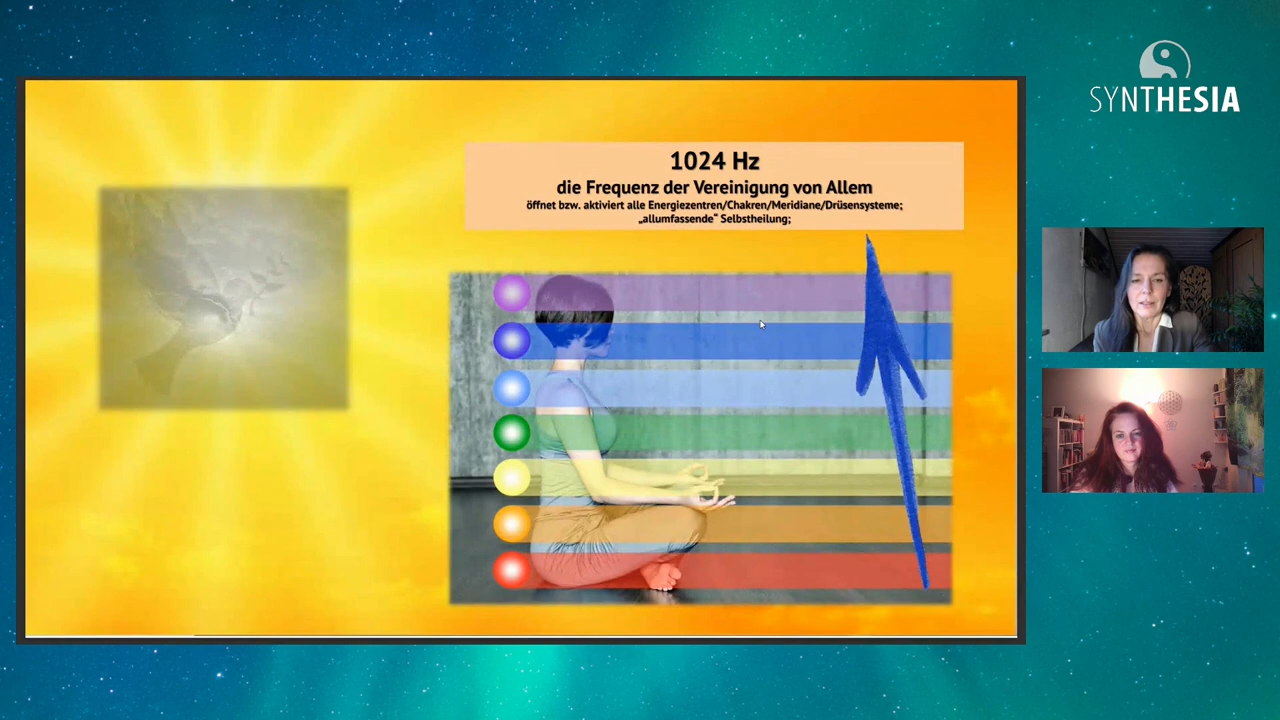 SYNTHESIA
1024 Hz
die Frequenz der Vereinigung von Allem
öffnet bzw. aktiviert alle Energiezentren/Chakren/Meridiane/Drüsensysteme;
„allumfassende“ Selbstheilung;